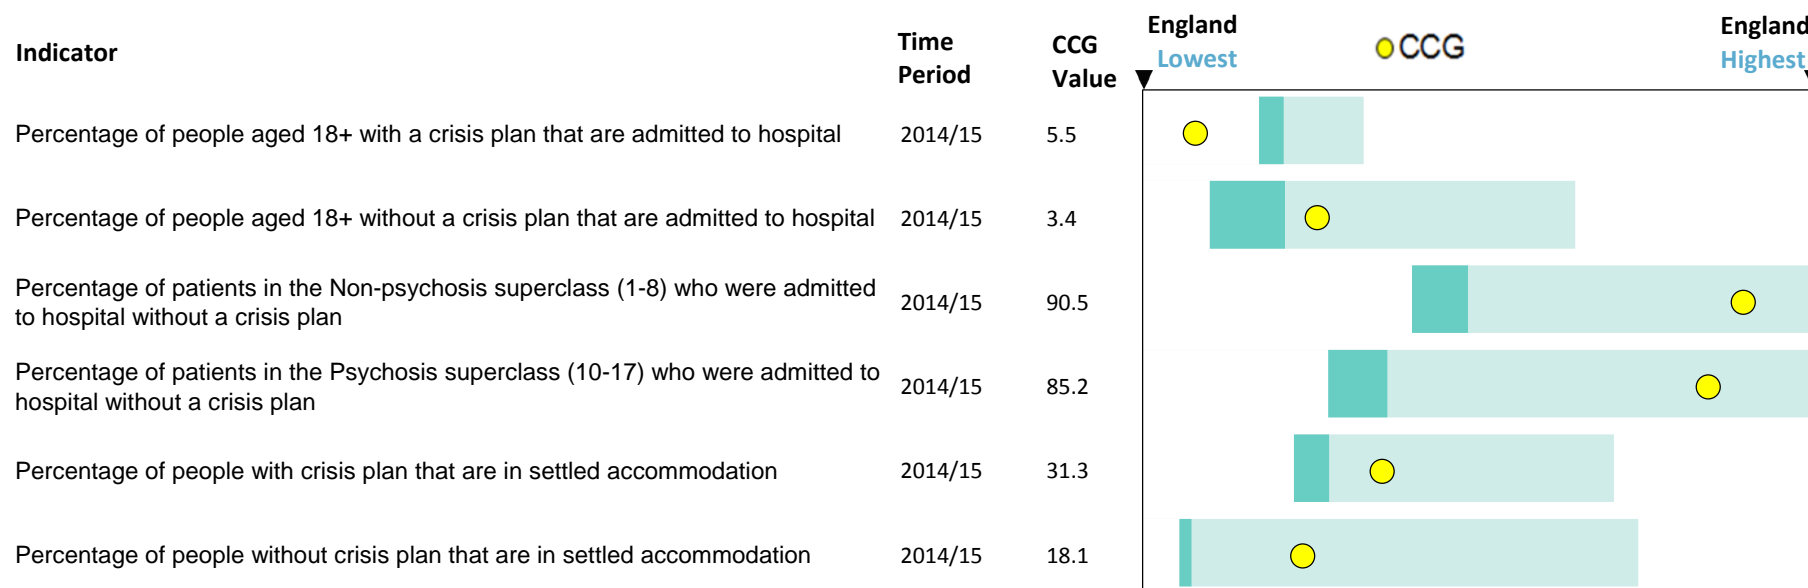 Indicator
Time Period
CCG Value
England Lowest
CCG
England Highest
Percentage of people aged 18+ with a crisis plan that are admitted to hospital 2014/15 5.5
Percentage of people aged 18+ without a crisis plan that are admitted to hospital 2014/15 3.4
Percentage of patients in the Non-psychosis superclass (1-8) who were admitted
to hospital without a crisis plan
2014/15 90.5
Percentage of patients in the Psychosis superclass (10-17) who were admitted to
hospital without a crisis plan
2014/15 85.2
Percentage of people with crisis plan that are in settled accommodation 2014/15 31.3
Percentage of people without crisis plan that are in settled accommodation 2014/15 18.1